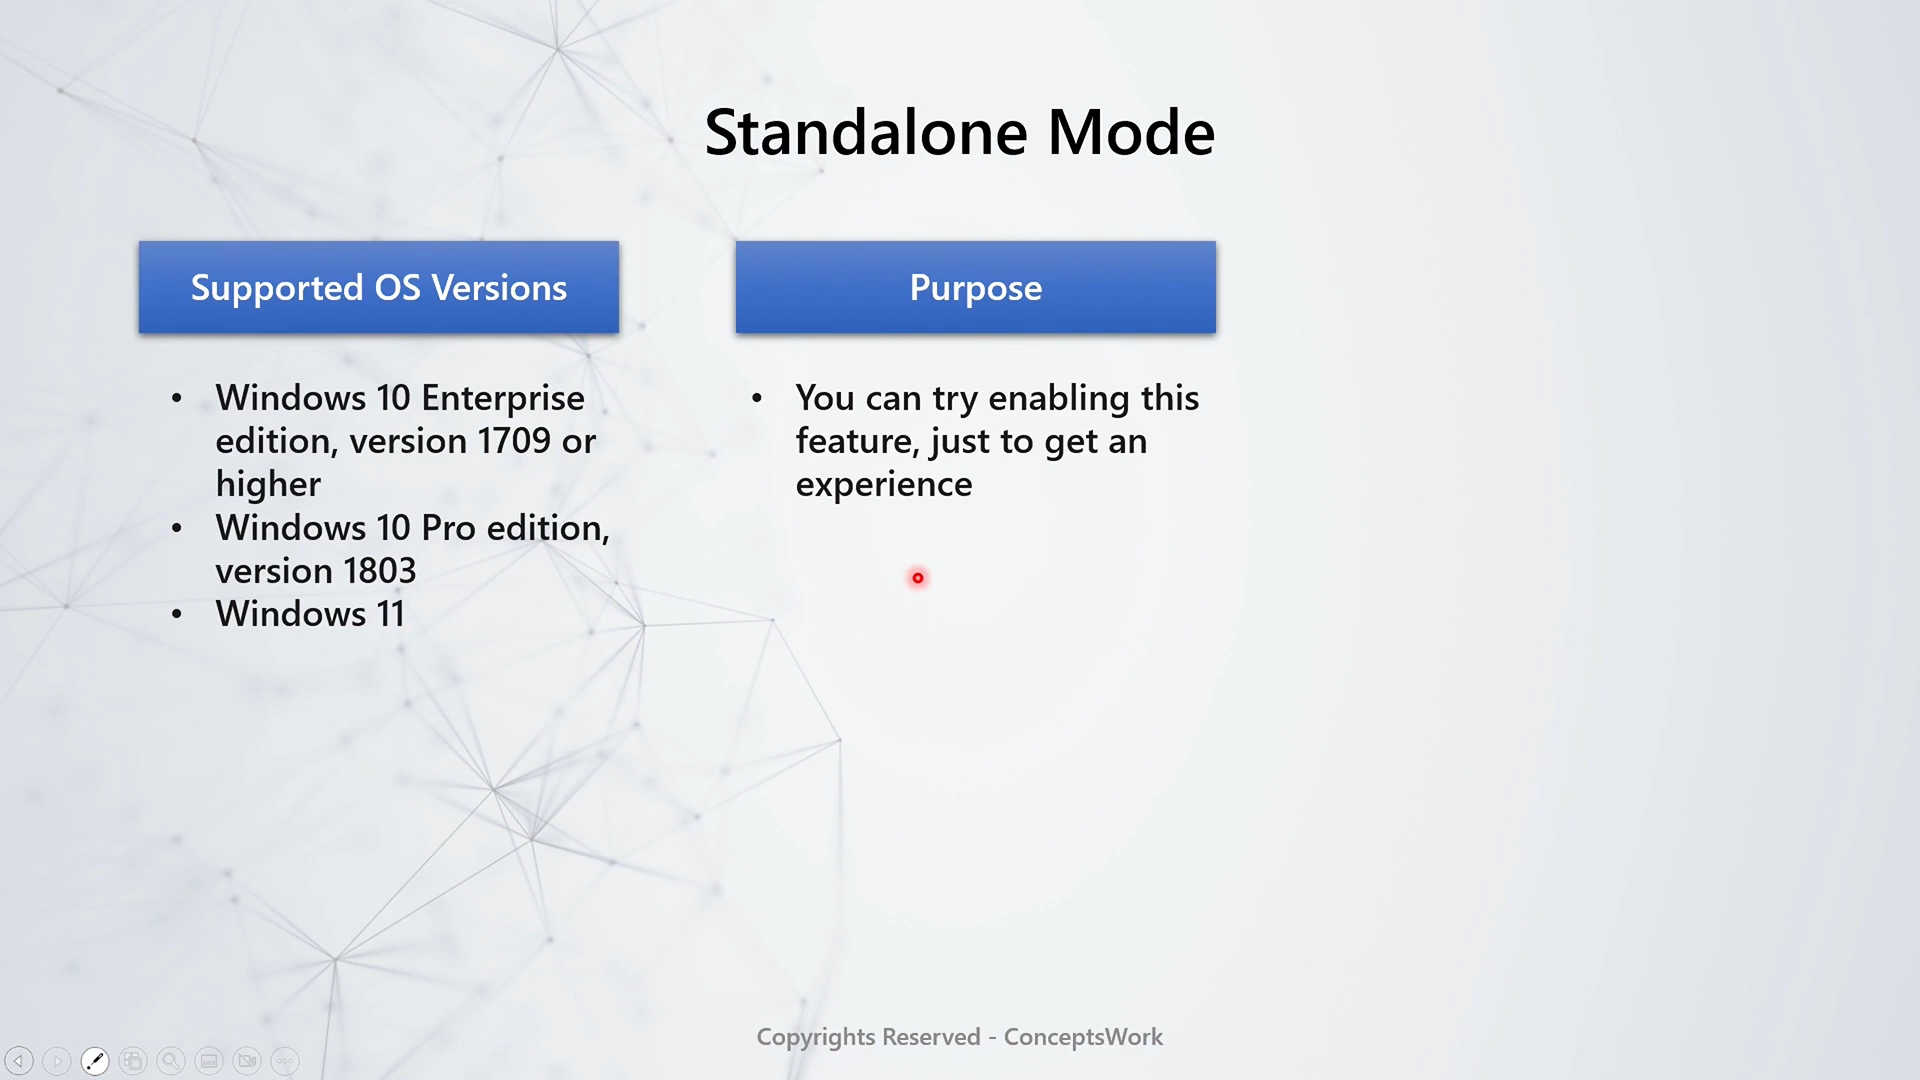 Standalone Mode
Supported OS Versions
• Windows 10 Enterprise
edition, version 1709 or
higher
• Windows 10 Pro edition,
version 1803
• Windows 11
Purpose
• You can try enabling this
feature, just to get an
experience
Copyrights Reserved - ConceptsWork